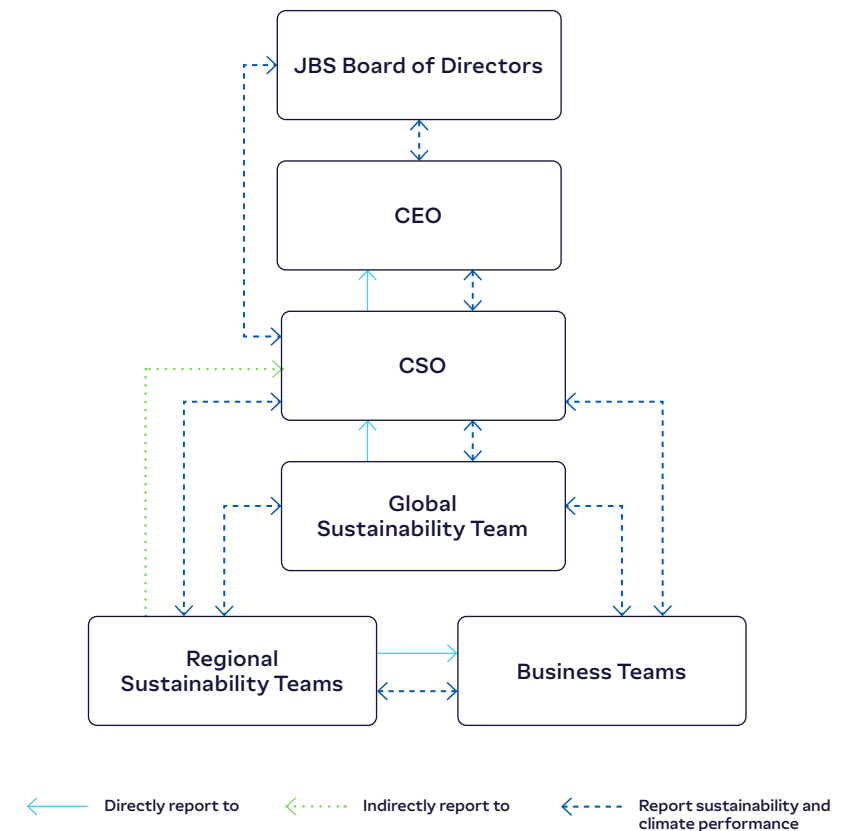 JBS Board of Directors
CEO
CSO
Global
Sustainability Team
Regional
Sustainability Teams
Business Teams
Directly report to
Indirectly report to
Report sustainability and
climate performance